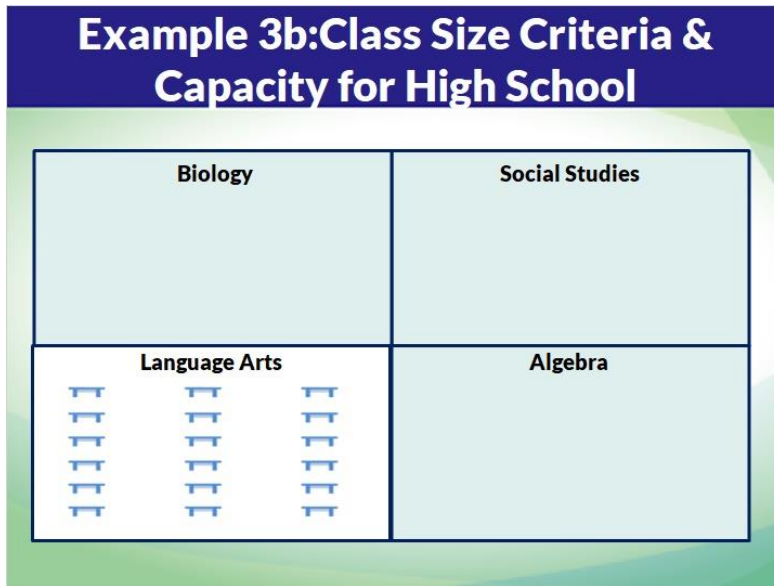 Example 3b:Class Size Criteria &
Capacity for High School
Biology
Social Studies
Language Arts
Algebra